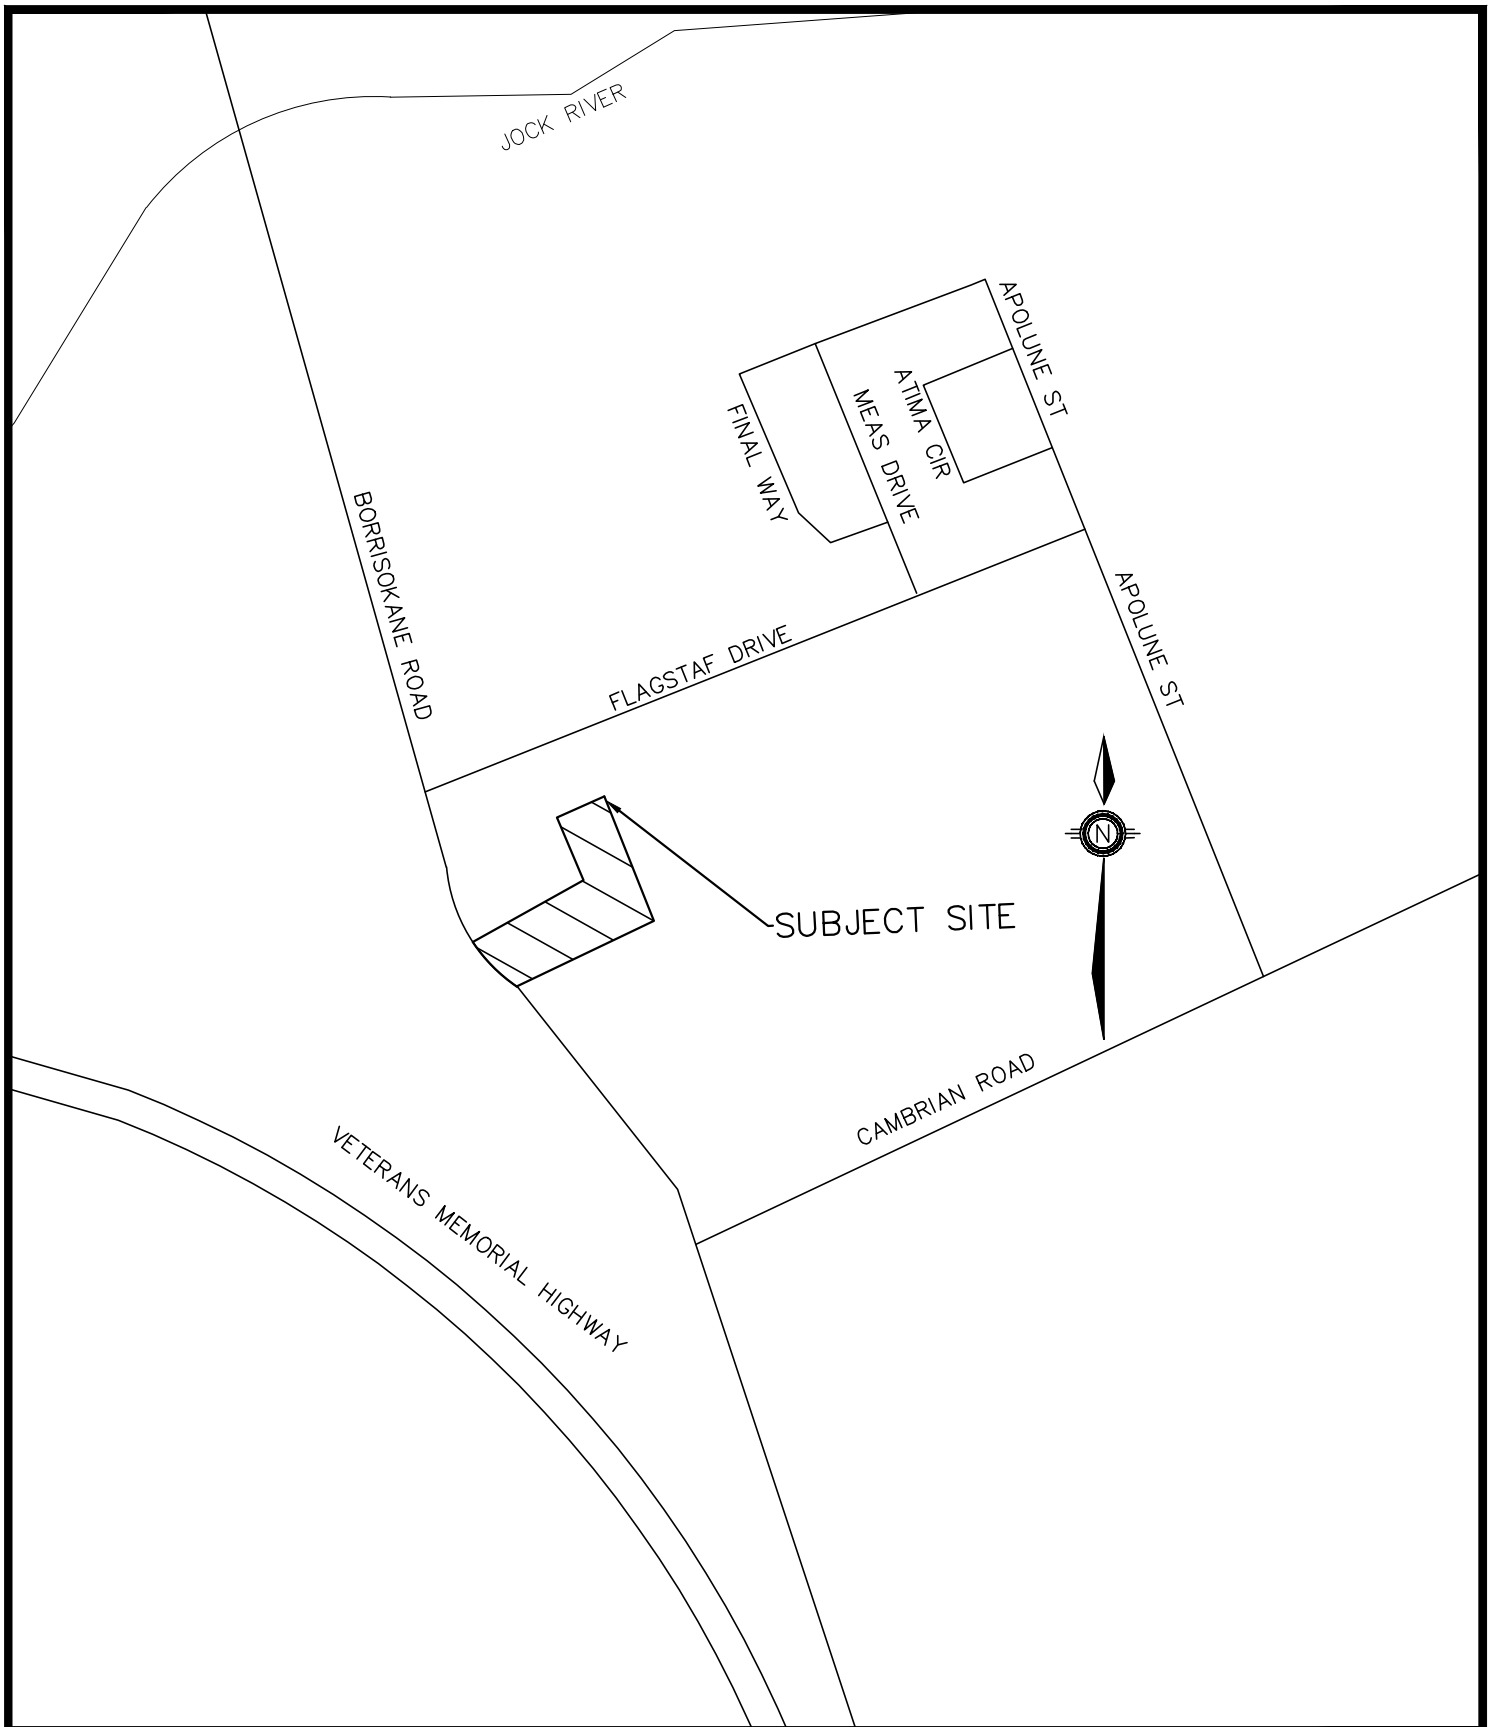 JOCK RIVER
APOLUNE ST
ATIMA CIR
MEAS DRIVE
FINAL WAY
BORRISOKANE ROAD
APOLUNE ST
FLAGSTAF DRIVE
N
SUBJECT SITE
CAMBRIAN ROAD
VETERANS MEMORIAL HIGHWAY